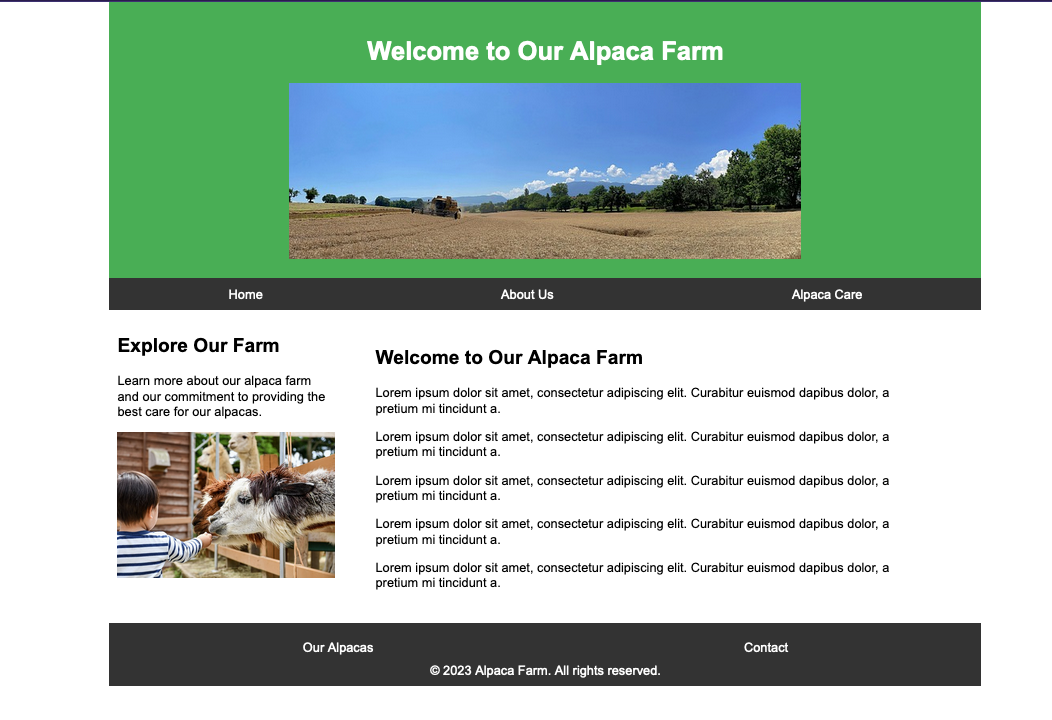 Welcome to Our Alpaca Farm
Home About Us Alpaca Care
Explore Our Farm
Learn more about our alpaca farm
and our commitment to providing the
best care for our alpacas.
Welcome to Our Alpaca Farm
Lorem ipsum dolor sit amet, consectetur adipiscing elit. Curabitur euismod dapibus dolor, a
pretium mi tincidunt a.
Lorem ipsum dolor sit amet, consectetur adipiscing elit. Curabitur euismod dapibus dolor, a
pretium mi tincidunt a.
Lorem ipsum dolor sit amet, consectetur adipiscing elit. Curabitur euismod dapibus dolor, a
pretium mi tincidunt a.
Lorem ipsum dolor sit amet, consectetur adipiscing elit. Curabitur euismod dapibus dolor, a
pretium mi tincidunt a.
Lorem ipsum dolor sit amet, consectetur adipiscing elit. Curabitur euismod dapibus dolor, a
pretium mi tincidunt a.
Our Alpacas Contact
© 2023 Alpaca Farm. All rights reserved.